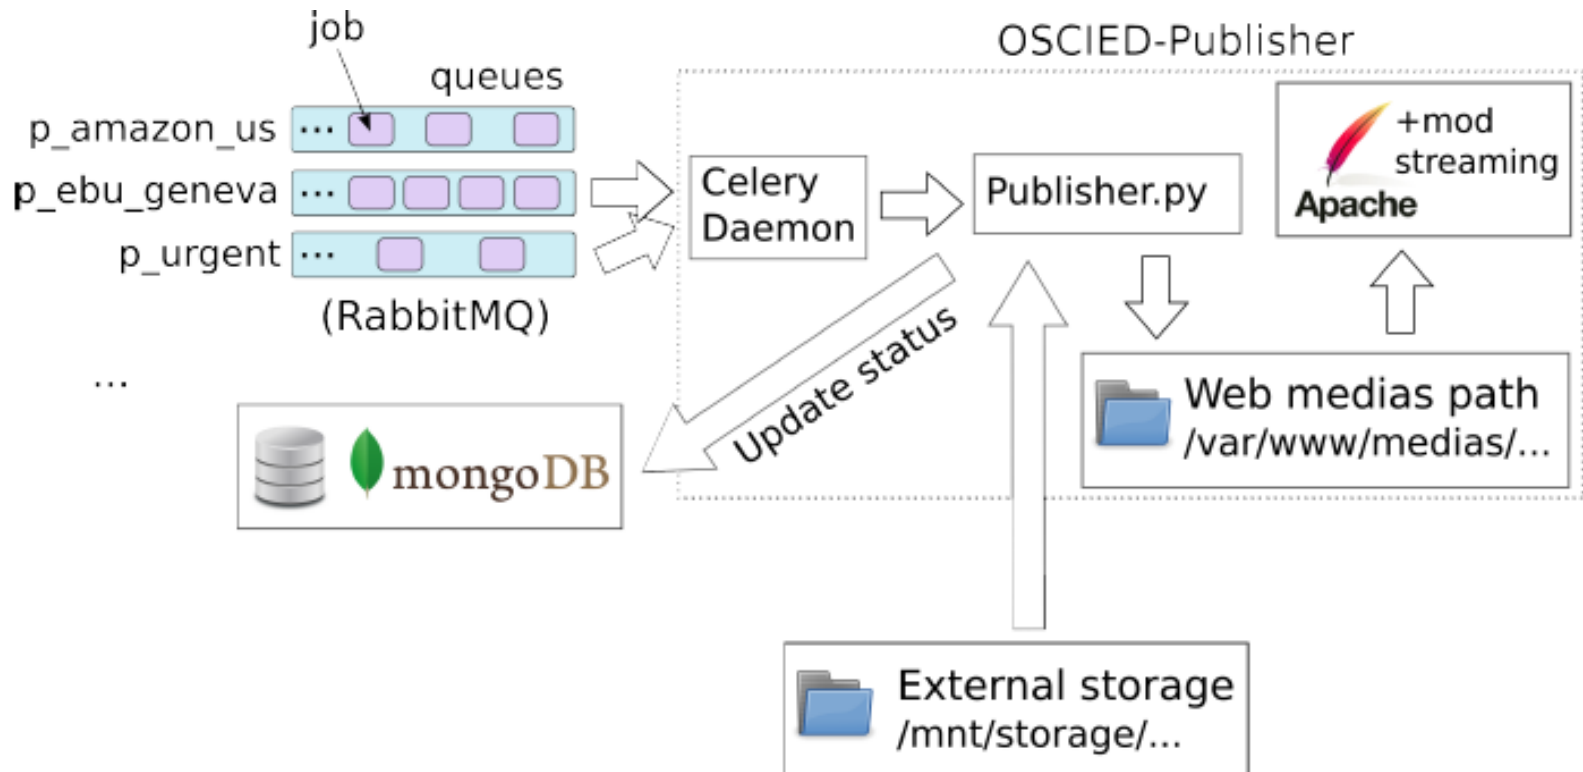 job
OSCIED-Publisher
queues
p_amazon_us
...
+mod
streaming
Apache
p_ebu_geneva
...
Celery
Daemon
Publisher.py
p_urgent
...
(RabbitMQ)
Update status
...
Web medias path
/var/www/medias/...
mongoDB
External storage
/mnt/storage/...